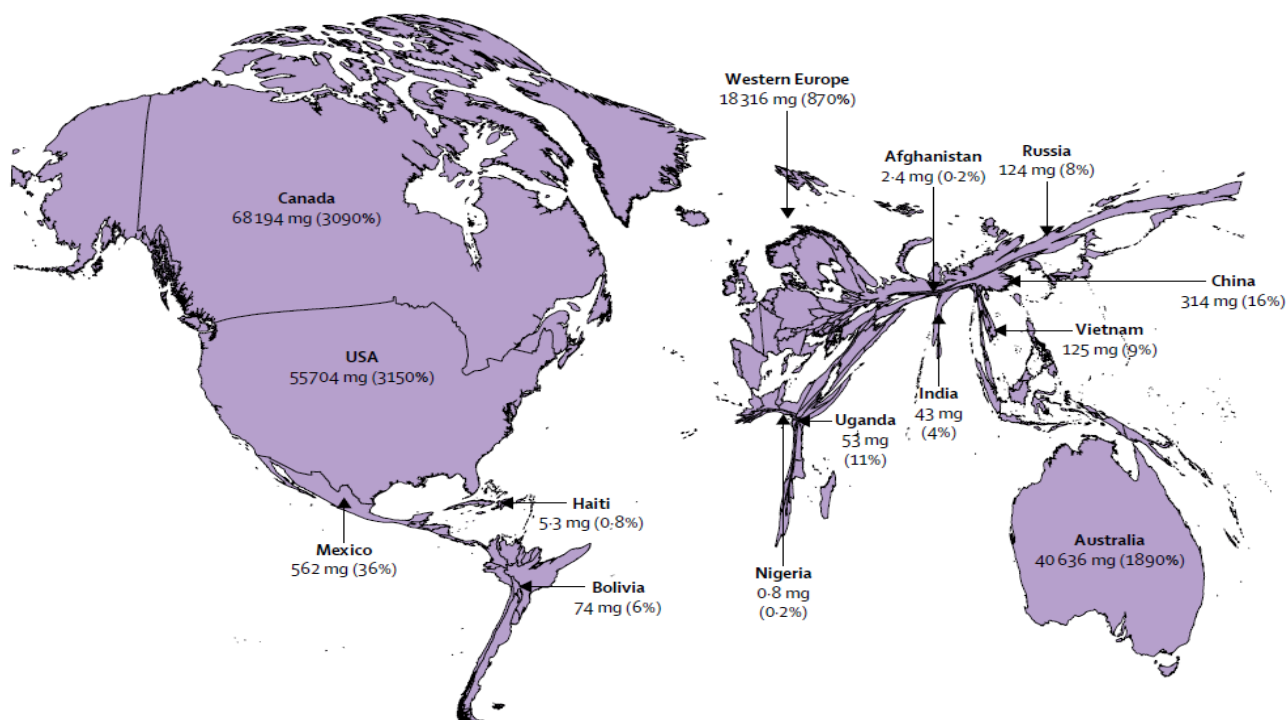 Western Europe
18 316 mg (870%)
Afghanistan
2·4 mg (0·2%)
Russia
124 mg (8%)
Canada
68 194 mg (3090%)
China
314 mg (16%)
Vietnam
125 mg (9%)
USA
55 704 mg (3150%)
India
43 mg
(4%)
Uganda
53 mg
(11%)
Haiti
5·3 mg (0·8%)
Mexico
562 mg (36%)
Australia
40 636 mg (1890%)
Nigeria
0·8 mg
(0·2%)
Bolivia
74 mg (6%)